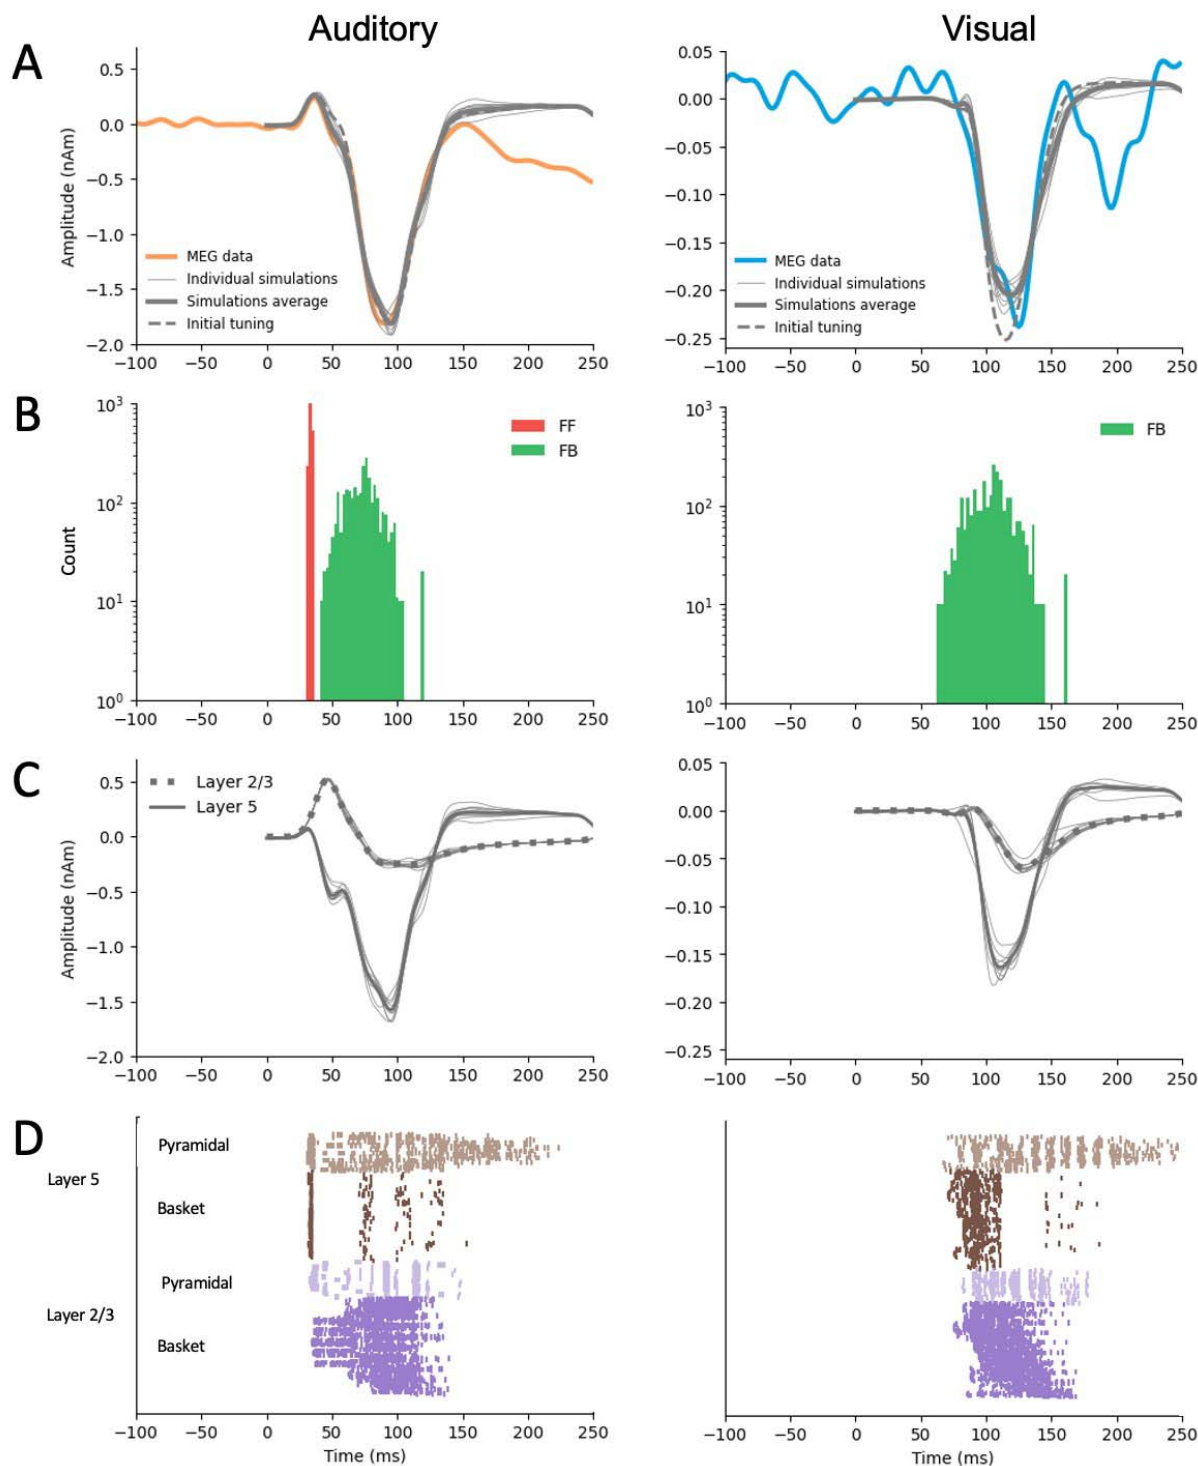 Auditory Visual
A
0.5
0.0
−0.5
−1.0
−1.5
−2.0
Amplitude (nAm)
MEG data
Individual simulations
Simulations average
Initial tuning
−100 −50 0 50 100 150 200 250
0.05
0.00
−0.05
−0.10
−0.15
−0.20
−0.25
MEG data
Individual simulations
Simulations average
Initial tuning
−100 −50 0 50 100 150 200 250
B
10³
10²
10¹
10⁰
Count
FF
FB
−100 −50 0 50 100 150 200 250
10³
10²
10¹
10⁰
FB
−100 −50 0 50 100 150 200 250
C
0.5
0.0
−0.5
−1.0
−1.5
−2.0
Amplitude (nAm)
Layer 2/3
Layer 5
−100 −50 0 50 100 150 200 250
0.05
0.00
−0.05
−0.10
−0.15
−0.20
−0.25
−100 −50 0 50 100 150 200 250
D
Pyramidal
Layer 5
Basket
Pyramidal
Layer 2/3
Basket
−100 −50 0 50 100 150 200 250
Time (ms)
−100 −50 0 50 100 150 200 250
Time (ms)